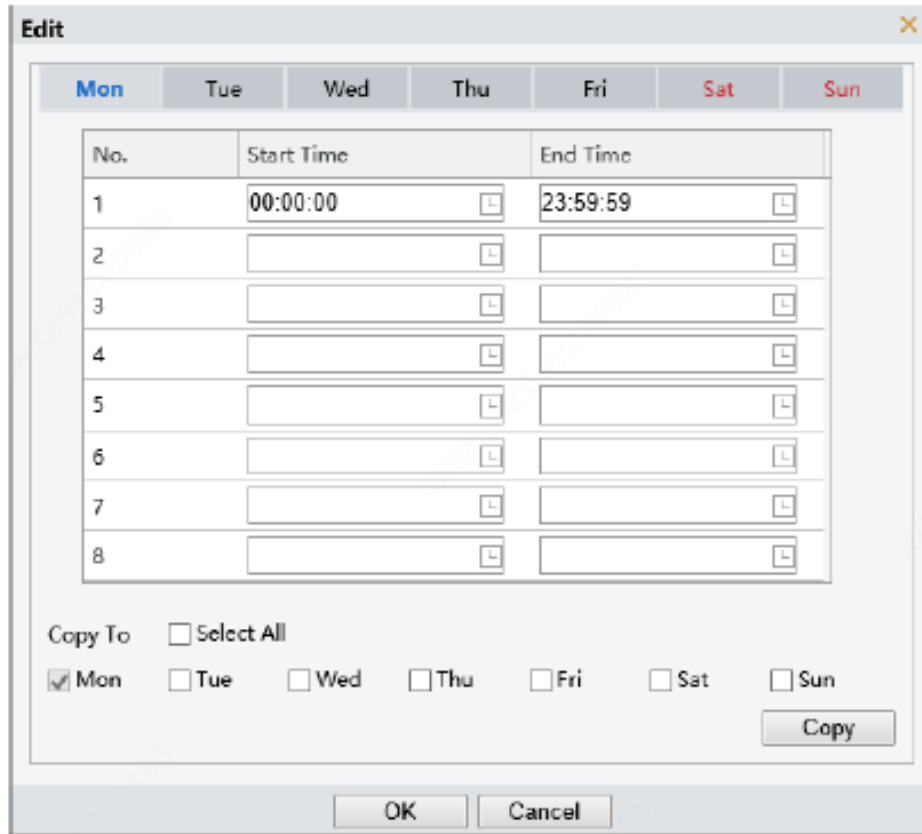 Edit
Mon Tue Wed Thu Fri Sat Sun
No. Start Time End Time
1 00:00:00 23:59:59
2
3
4
5
6
7
8
Copy To Select All
Mon Tue Wed Thu Fri Sat Sun
Copy
OK Cancel